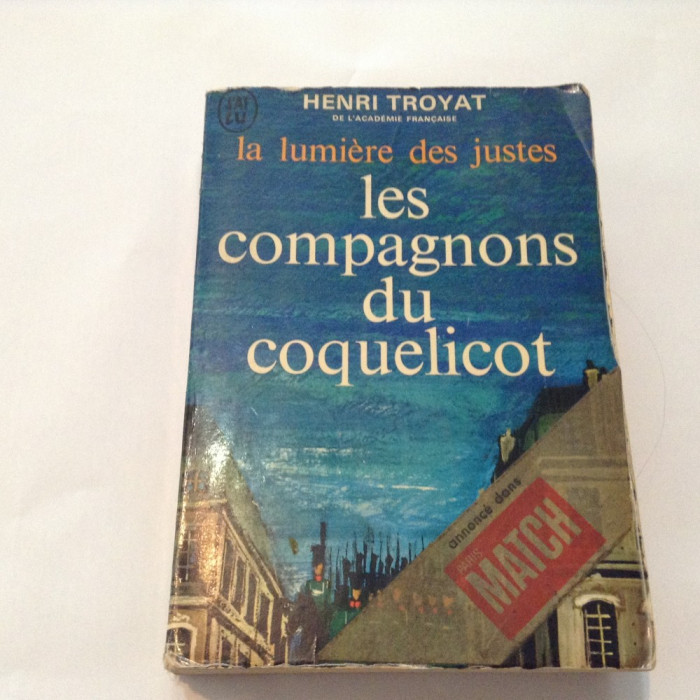 J'AI
LU
HENRI TROYAT
DE L'ACADÉMIE FRANÇAISE
la lumière des justes
les
compagnons
du
coquelicot
annoncé dans
PARIS
MATCH